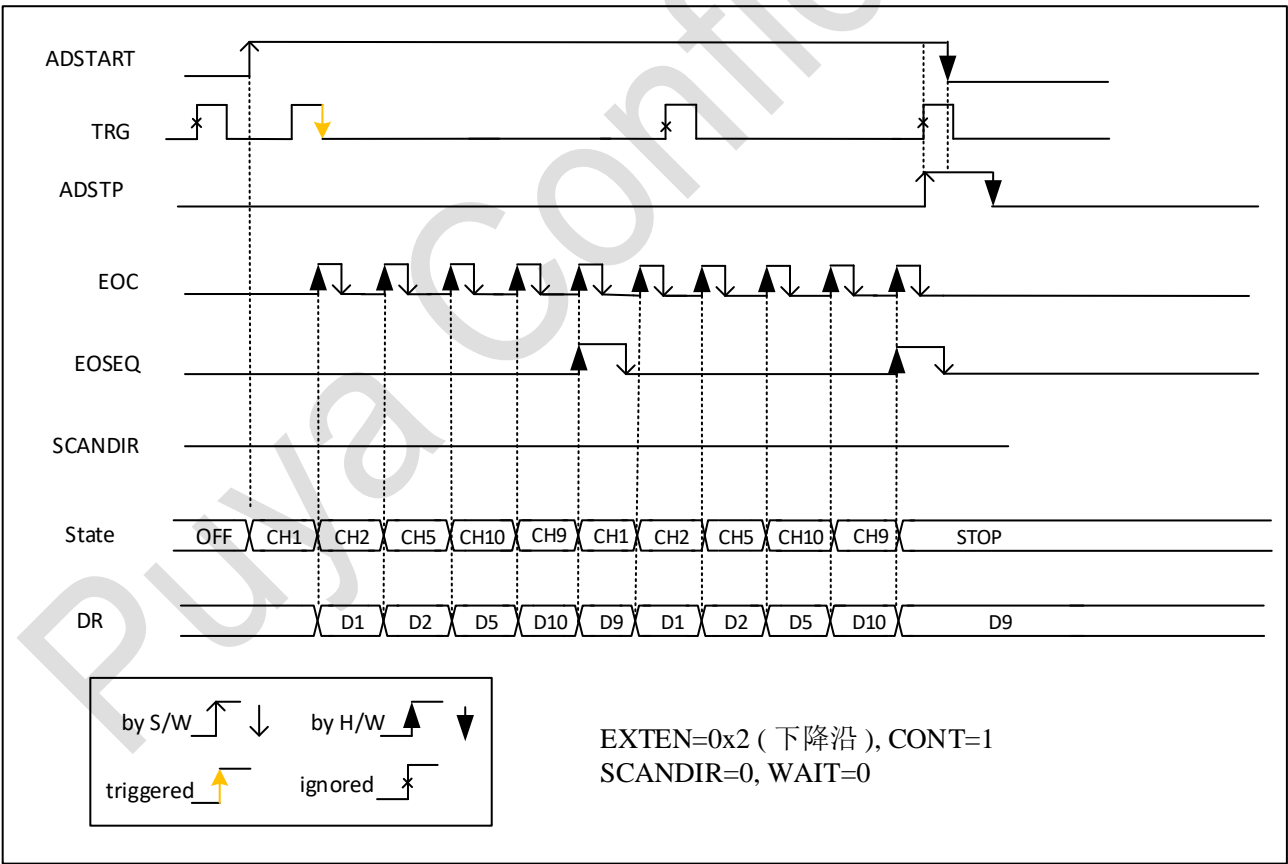 Puya Confi
ADSTART
TRG
ADSTP
EOC
EOSEQ
SCANDIR
State OFF CH1 CH2 CH5 CH10 CH9 CH1 CH2 CH5 CH10 CH9 STOP
DR D1 D2 D5 D10 D9 D1 D2 D5 D10 D9
by S/W by H/W
triggered ignored
EXTEN=0x2 ( 下降沿 ), CONT=1
SCANDIR=0, WAIT=0